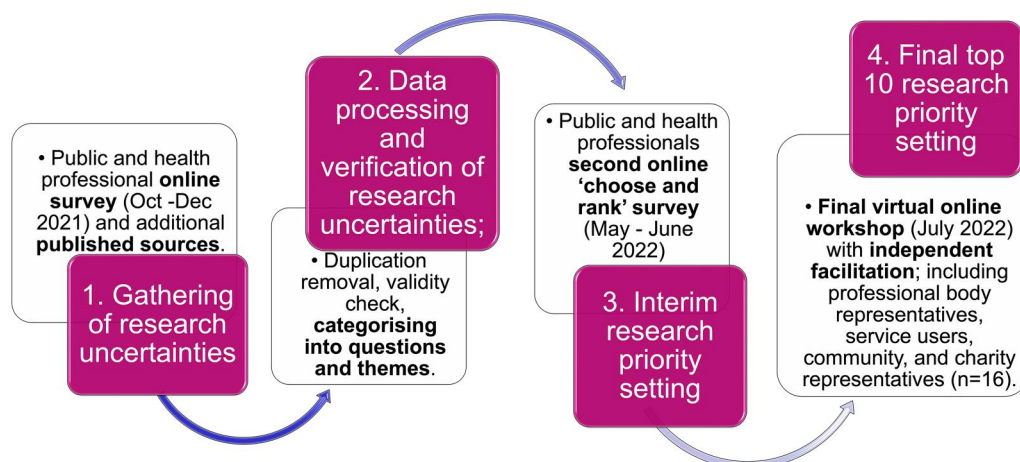 • Public and health
professional online
survey (Oct -Dec
2021) and additional
published sources.
1. Gathering
of research
uncertainties
2. Data
processing
and
verification of
research
uncertainties;
• Duplication
removal, validity
check,
categorising
into questions
and themes.
• Public and health
professionals
second online
‘choose and
rank’ survey
(May - June
2022)
3. Interim
research
priority
setting
4. Final top
10 research
priority
setting
• Final virtual online
workshop (July 2022)
with independent
facilitation; including
professional body
representatives,
service users,
community, and charity
representatives (n=16).